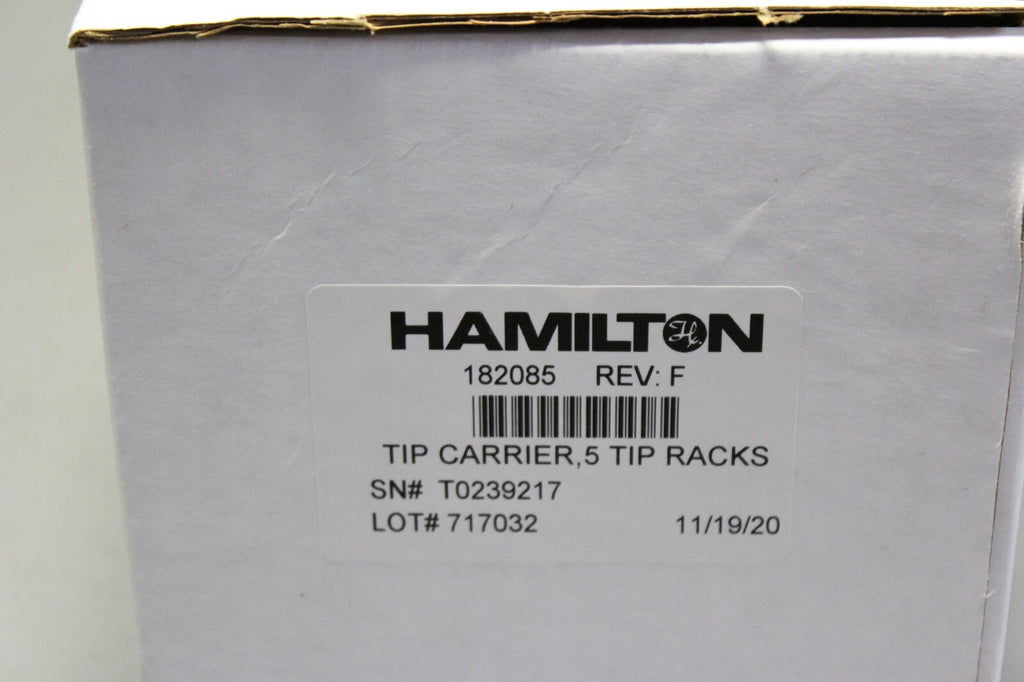 HAMILTON
182085 REV: F
TIP CARRIER,5 TIP RACKS
SN# T0239217
LOT# 717032 11/19/20